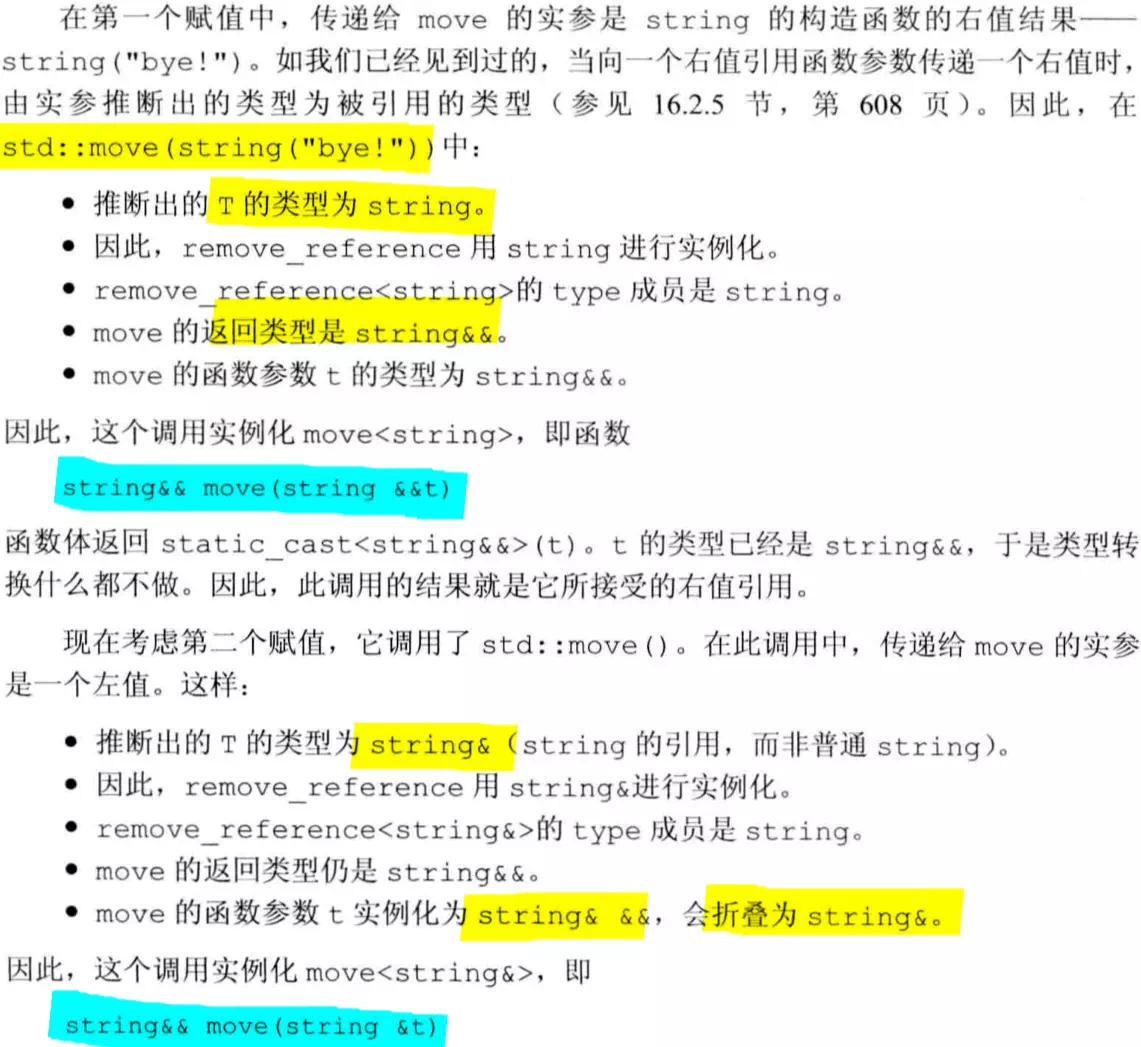 在第一个赋值中，传递给 move 的实参是 string 的构造函数的右值结果——
string("bye!")。如我们已经见到过的，当向一个右值引用函数参数传递一个右值时，
由实参推断出的类型为被引用的类型（参见 16.2.5 节，第 608 页）。因此，在
std::move(string("bye!"))中：
● 推断出的 T 的类型为 string。
● 因此，remove_reference 用 string 进行实例化。
● remove_reference<string>的 type 成员是 string。
● move 的返回类型是 string&&。
● move 的函数参数 t 的类型为 string&&。
因此，这个调用实例化 move<string>，即函数
string&& move(string &&t)
函数体返回 static_cast<string&&>(t)。t 的类型已经是 string&&，于是类型转
换什么都不做。因此，此调用的结果就是它所接受的右值引用。
现在考虑第二个赋值，它调用了 std::move()。在此调用中，传递给 move 的实参
是一个左值。这样：
● 推断出的 T 的类型为 string&（string 的引用，而非普通 string）。
● 因此，remove_reference 用 string&进行实例化。
● remove_reference<string&>的 type 成员是 string。
● move 的返回类型仍是 string&&。
● move 的函数参数 t 实例化为 string& &&，会折叠为 string&。
因此，这个调用实例化 move<string&>，即
string&& move(string &t)